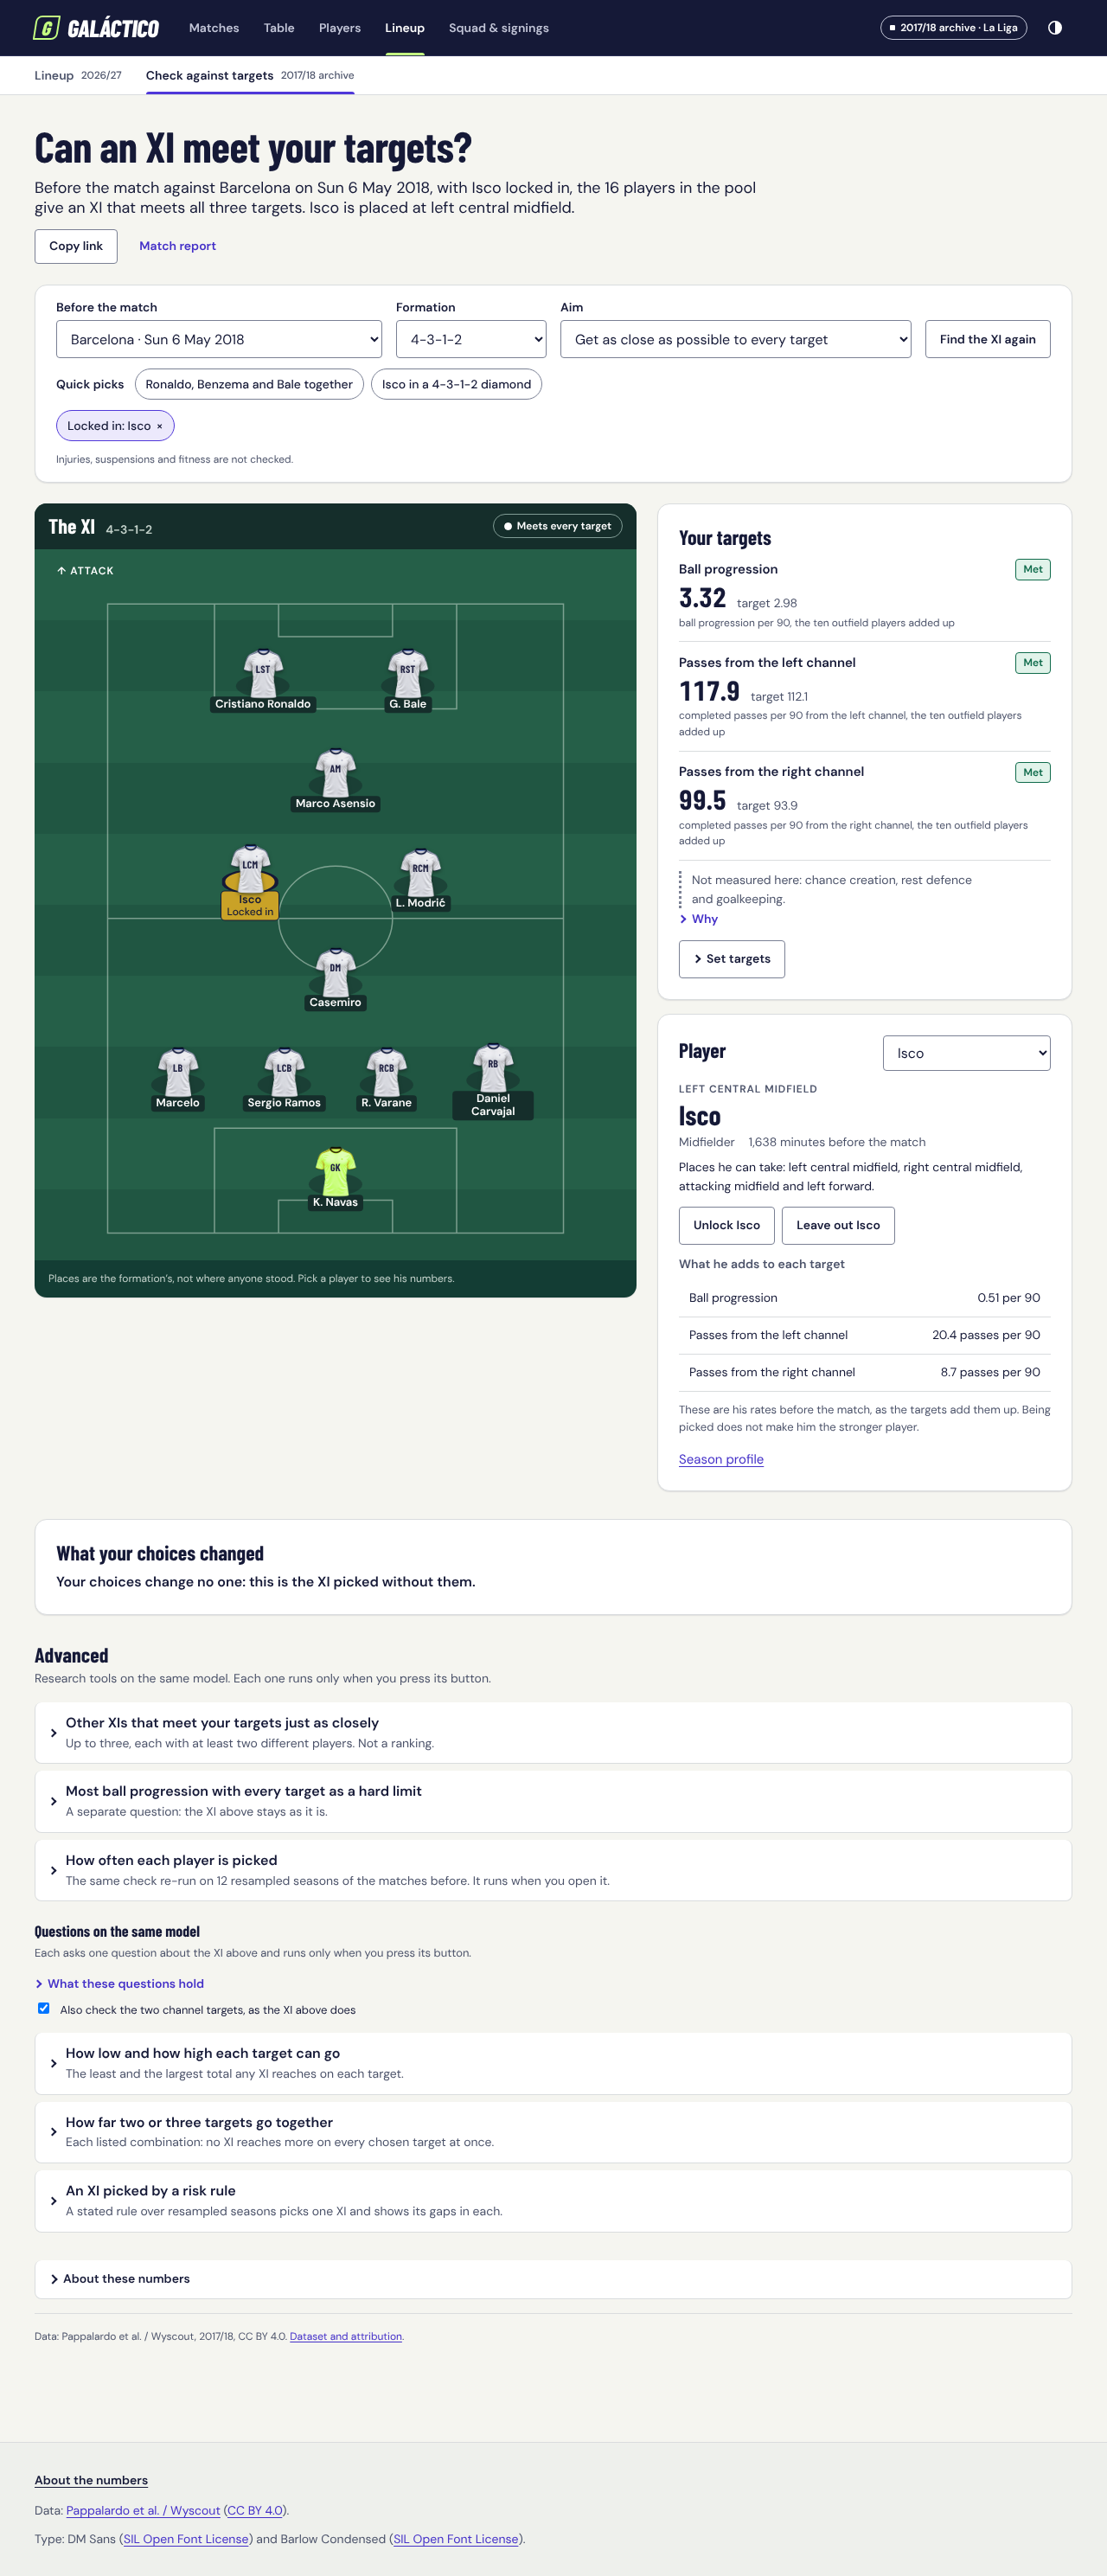 G GALÁCTICO
Matches Table Players Lineup Squad & signings
2017/18 archive · La Liga
Lineup 2026/27 Check against targets 2017/18 archive
Can an XI meet your targets?
Before the match against Barcelona on Sun 6 May 2018, with Isco locked in, the 16 players in the pool
give an XI that meets all three targets. Isco is placed at left central midfield.
Copy link Match report
Before the match Formation Aim
Barcelona · Sun 6 May 2018 4-3-1-2 Get as close as possible to every target Find the XI again
Quick picks Ronaldo, Benzema and Bale together Isco in a 4-3-1-2 diamond
Locked in: Isco ×
Injuries, suspensions and fitness are not checked.
The XI 4-3-1-2 Meets every target
↑ ATTACK
LST RST
Cristiano Ronaldo G. Bale
AM
Marco Asensio
LCM RCM
Isco
Locked in
L. Modrić
DM
Casemiro
LB LCB RCB RB
Marcelo Sergio Ramos R. Varane Daniel
Carvajal
GK
K. Navas
Places are the formation's, not where anyone stood. Pick a player to see his numbers.
Your targets
Ball progression Met
3.32 target 2.98
ball progression per 90, the ten outfield players added up
Passes from the left channel Met
117.9 target 112.1
completed passes per 90 from the left channel, the ten outfield players
added up
Passes from the right channel Met
99.5 target 93.9
completed passes per 90 from the right channel, the ten outfield players
added up
Not measured here: chance creation, rest defence
and goalkeeping.
Why
Set targets
Player Isco
LEFT CENTRAL MIDFIELD
Isco
Midfielder 1,638 minutes before the match
Places he can take: left central midfield, right central midfield,
attacking midfield and left forward.
Unlock Isco Leave out Isco
What he adds to each target
Ball progression 0.51 per 90
Passes from the left channel 20.4 passes per 90
Passes from the right channel 8.7 passes per 90
These are his rates before the match, as the targets add them up. Being
picked does not make him the stronger player.
Season profile
What your choices changed
Your choices change no one: this is the XI picked without them.
Advanced
Research tools on the same model. Each one runs only when you press its button.
Other XIs that meet your targets just as closely
Up to three, each with at least two different players. Not a ranking.
Most ball progression with every target as a hard limit
A separate question: the XI above stays as it is.
How often each player is picked
The same check re-run on 12 resampled seasons of the matches before. It runs when you open it.
Questions on the same model
Each asks one question about the XI above and runs only when you press its button.
What these questions hold
Also check the two channel targets, as the XI above does
How low and how high each target can go
The least and the largest total any XI reaches on each target.
How far two or three targets go together
Each listed combination: no XI reaches more on every chosen target at once.
An XI picked by a risk rule
A stated rule over resampled seasons picks one XI and shows its gaps in each.
About these numbers
Data: Pappalardo et al. / Wyscout, 2017/18, CC BY 4.0. Dataset and attribution.
About the numbers
Data: Pappalardo et al. / Wyscout (CC BY 4.0).
Type: DM Sans (SIL Open Font License) and Barlow Condensed (SIL Open Font License).